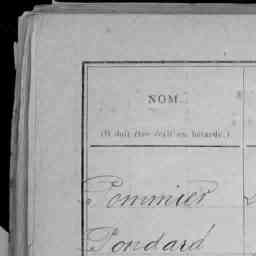 NOM.
(Il doit être écrit en bâtarde.)
Pommier
Pondard